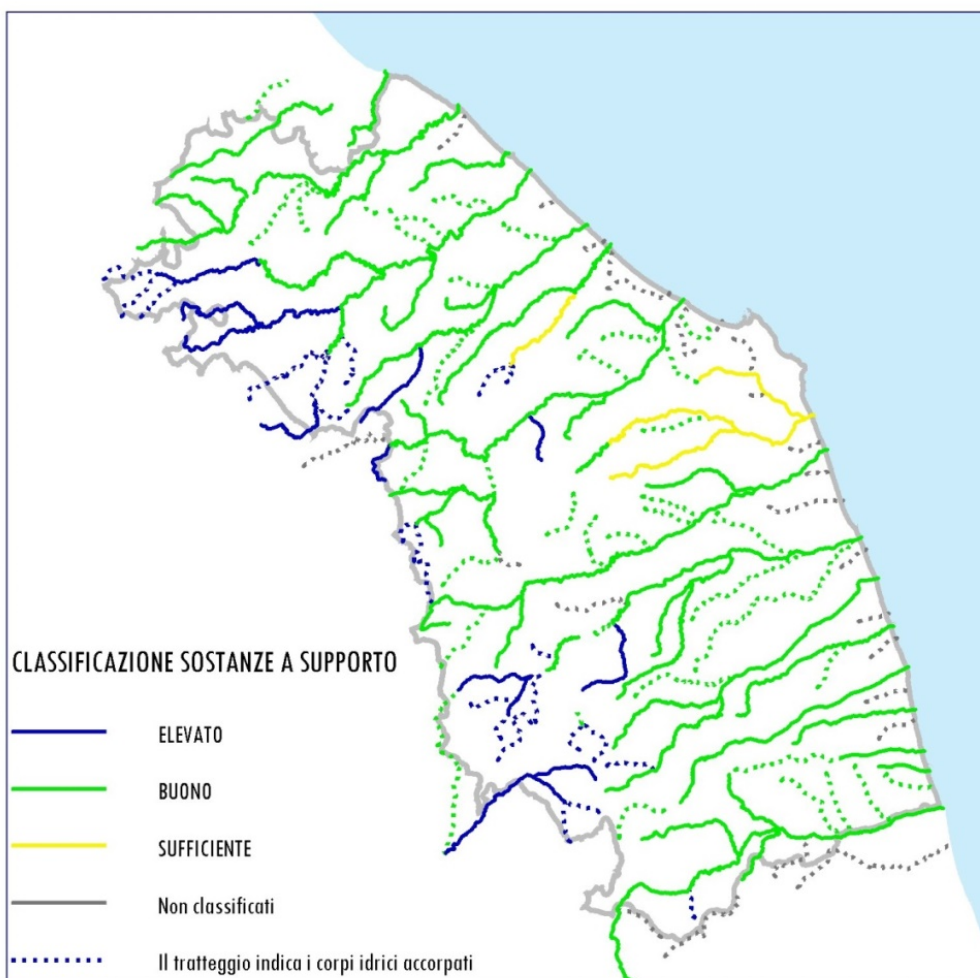 CLASSIFICAZIONE SOSTANZE A SUPPORTO
ELEVATO
BUONO
SUFFICIENTE
Non classificati
Il tratteggio indica i corpi idrici accorpati